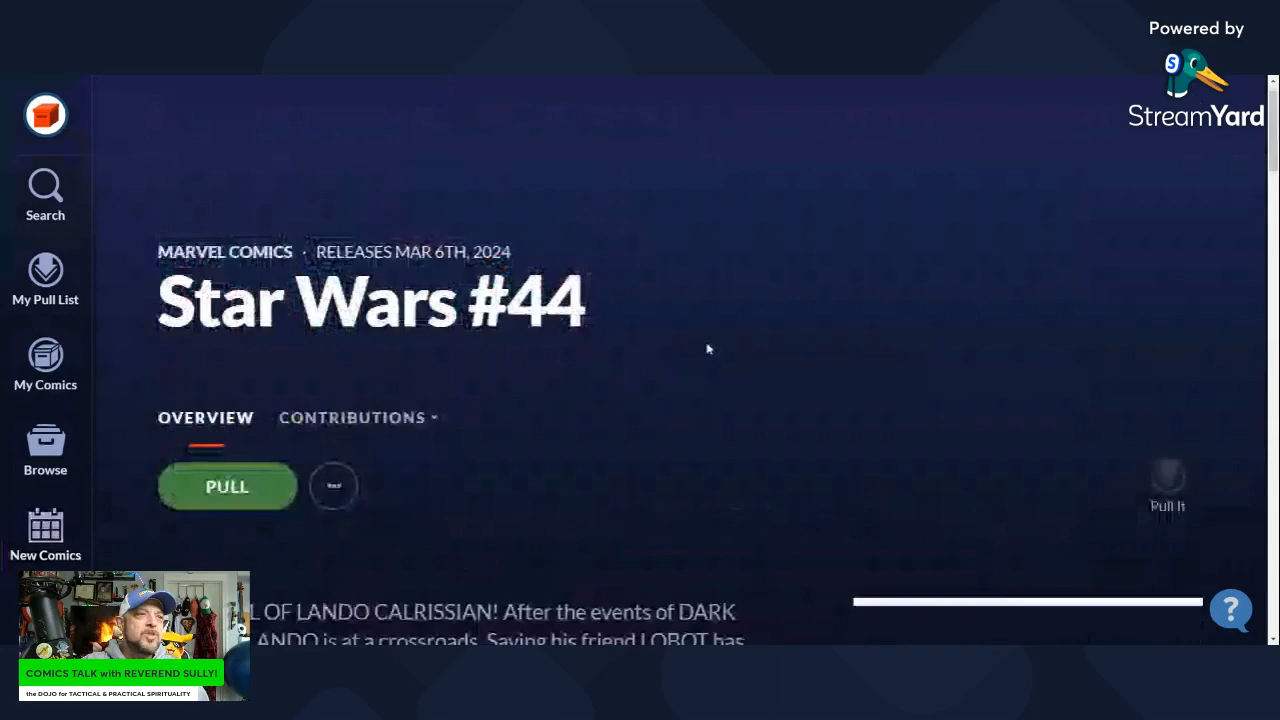 Powered by
StreamYard
Search
My Pull List
My Comics
Browse
New Comics
MARVEL COMICS · RELEASES MAR 6TH, 2024
Star Wars #44
OVERVIEW CONTRIBUTIONS
PULL
Pull It
L OF LANDO CALRISSIAN! After the events of DARK
ANDO is at a crossroads. Saving his friend LOBOT has
?
COMICS TALK with REVEREND SULLY!
the DOJO for TACTICAL & PRACTICAL SPIRITUALITY